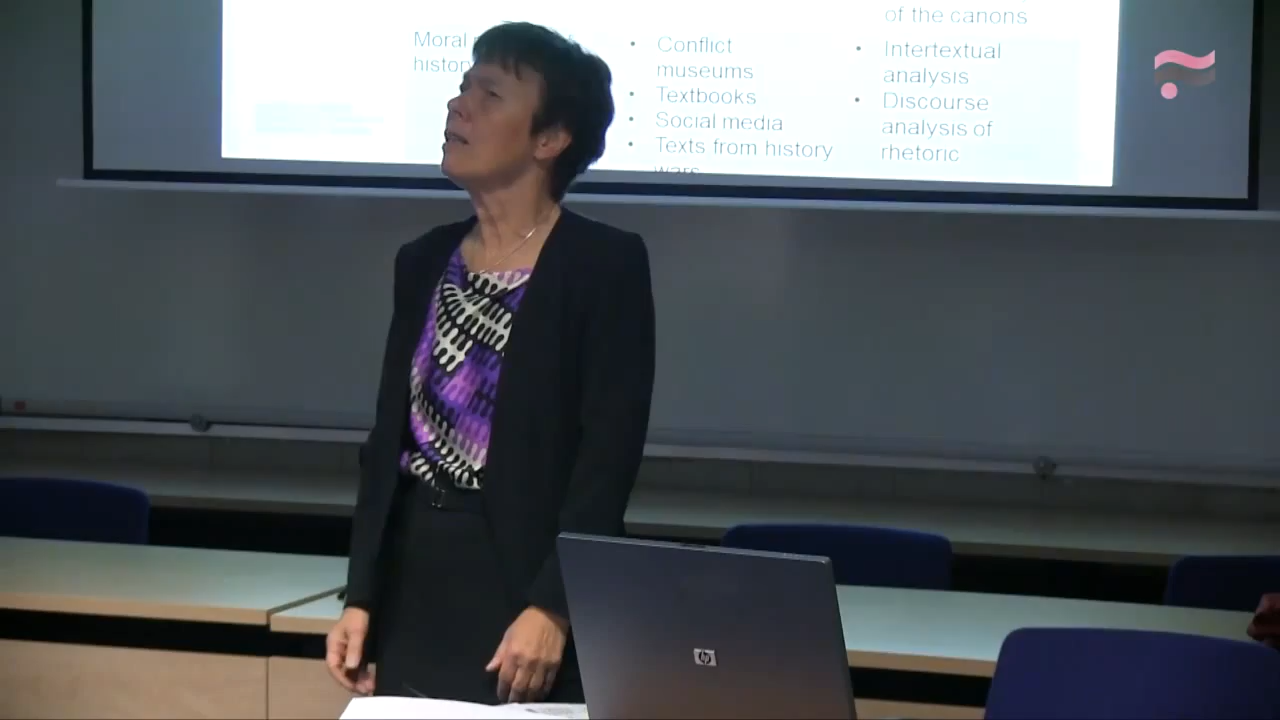 of the canons
Moral
history
• Conflict
museums
• Textbooks
• Social media
• Texts from history
wars
• Intertextual
analysis
• Discourse
analysis of
rhetoric
hp